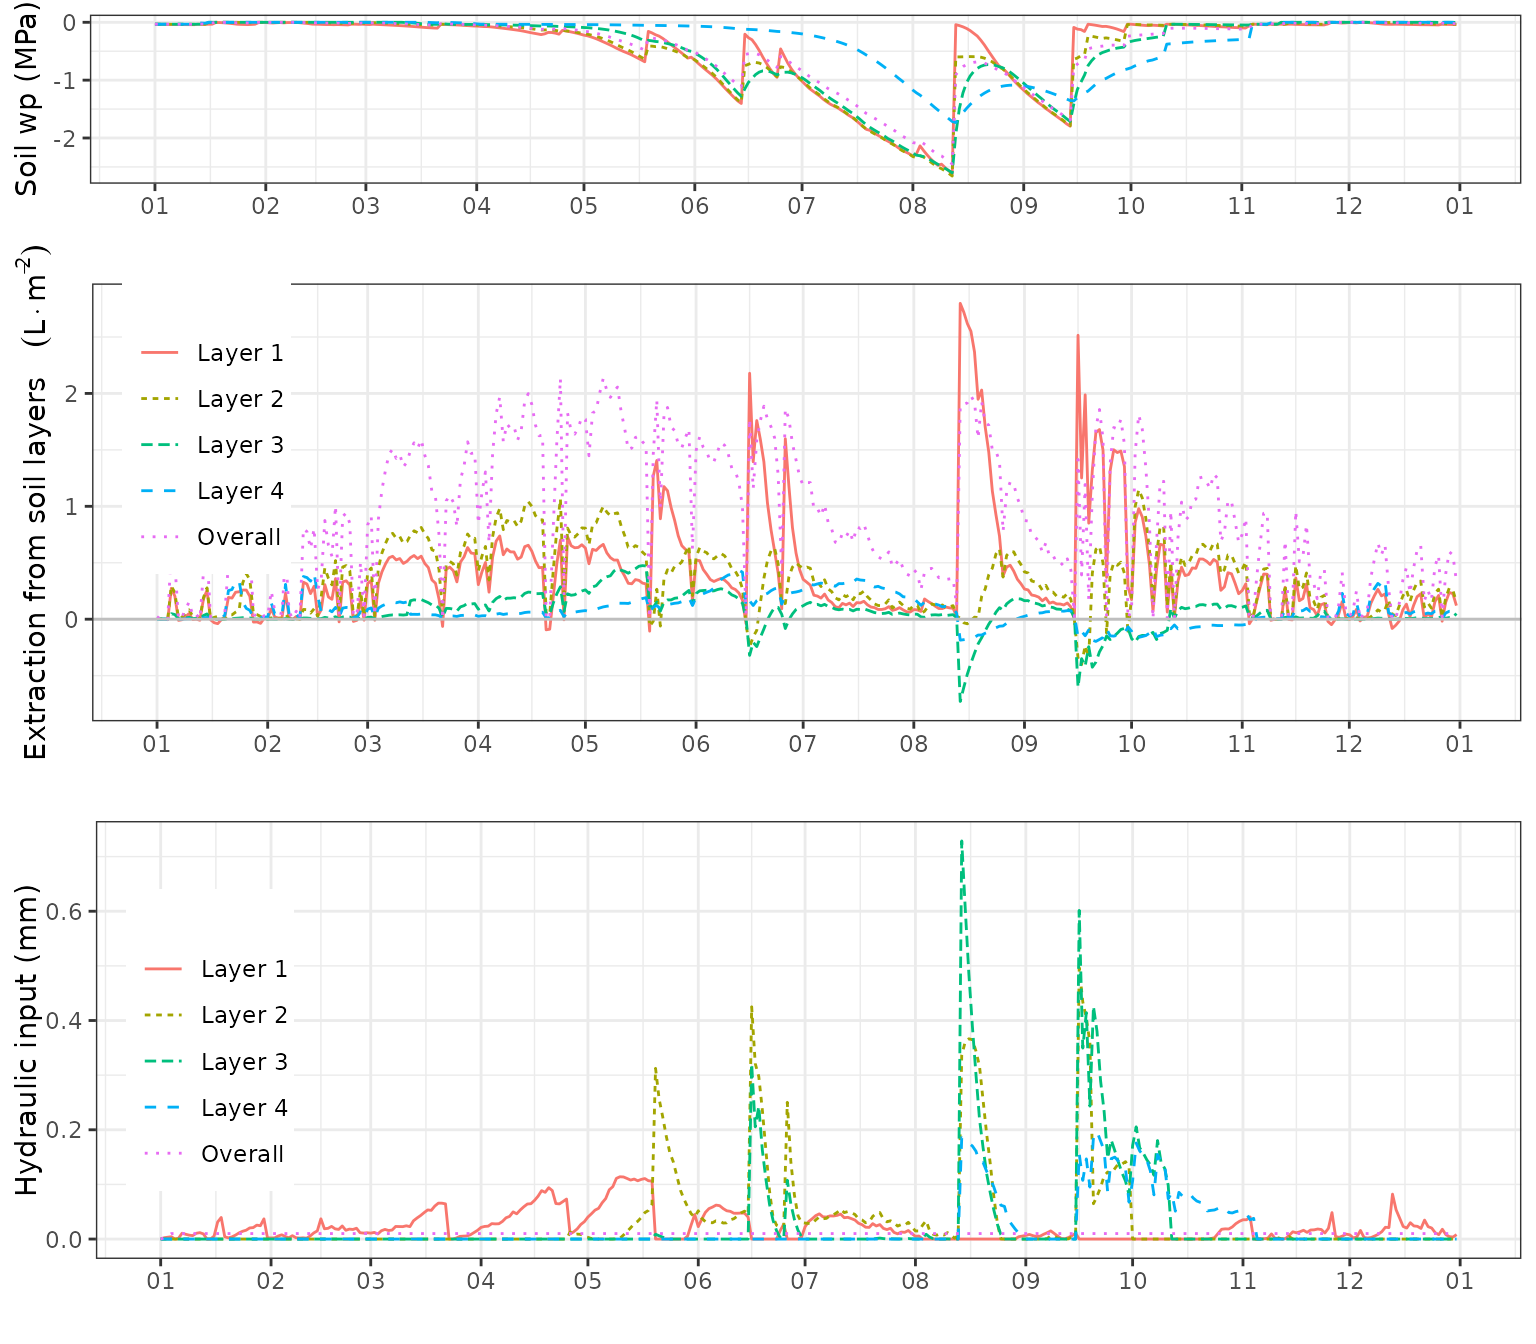 Soil wp (MPa)
0
-1
-2
01 02 03 04 05 06 07 08 09 10 11 12 01
Extraction from soil layers (L·m⁻²)
2
1
0
Layer 1
Layer 2
Layer 3
Layer 4
Overall
01 02 03 04 05 06 07 08 09 10 11 12 01
Hydraulic input (mm)
0.6
0.4
0.2
0.0
Layer 1
Layer 2
Layer 3
Layer 4
Overall
01 02 03 04 05 06 07 08 09 10 11 12 01